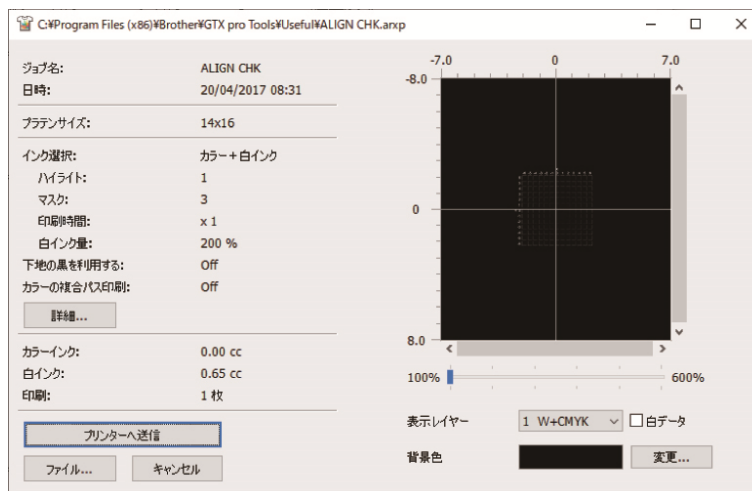 C:¥Program Files (x86)¥Brother¥GTX pro Tools¥Useful¥ALIGN CHK.arxp
ジョブ名: ALIGN CHK
日時: 20/04/2017 08:31
プラテンサイズ: 14x16
インク選択: カラー+白インク
ハイライト: 1
マスク: 3
印刷時間: x 1
白インク量: 200 %
下地の黒を利用する: Off
カラーの複合パス印刷: Off
詳細...
カラーインク: 0.00 cc
白インク: 0.65 cc
印刷: 1 枚
プリンターへ送信
ファイル... キャンセル
-7.0 0 7.0
-8.0
0
8.0
100% 600%
表示レイヤー 1 W+CMYK 白データ
背景色 変更...